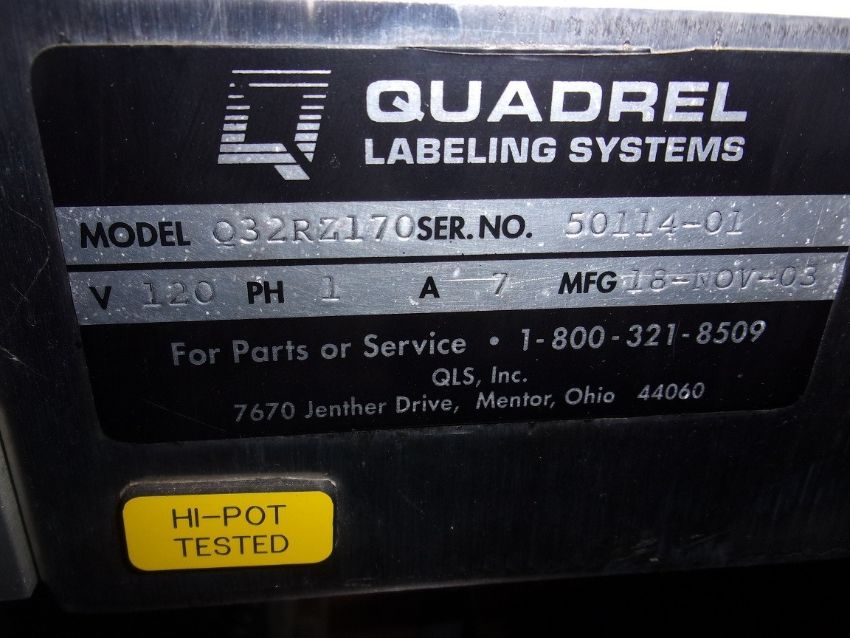 QUADREL
LABELING SYSTEMS
MODEL Q32RZ170 SER. NO. 50114-01
V 120 PH 1 A 7 MFG 18-NOV-03
For Parts or Service • 1-800-321-8509
QLS, Inc.
7670 Jenther Drive, Mentor, Ohio 44060
HI-POT
TESTED